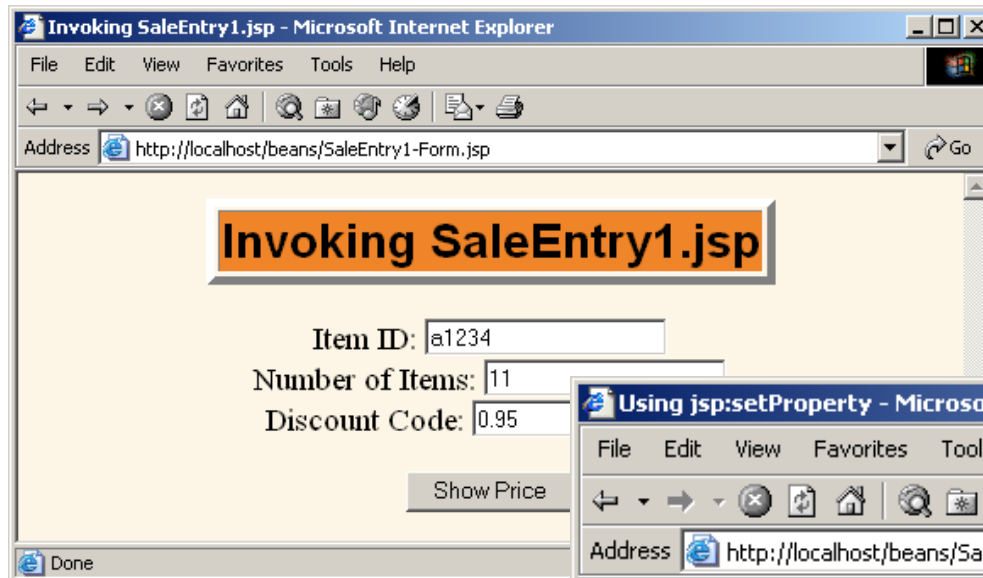 Invoking SaleEntry1.jsp - Microsoft Internet Explorer
File Edit View Favorites Tools Help
Address http://localhost/beans/SaleEntry1-Form.jsp Go
Invoking SaleEntry1.jsp
Item ID: a1234
Number of Items: 11
Discount Code: 0.95
Show Price
Done
Using jsp:setProperty - Microso
File Edit View Favorites Tool
Address http://localhost/beans/Sa